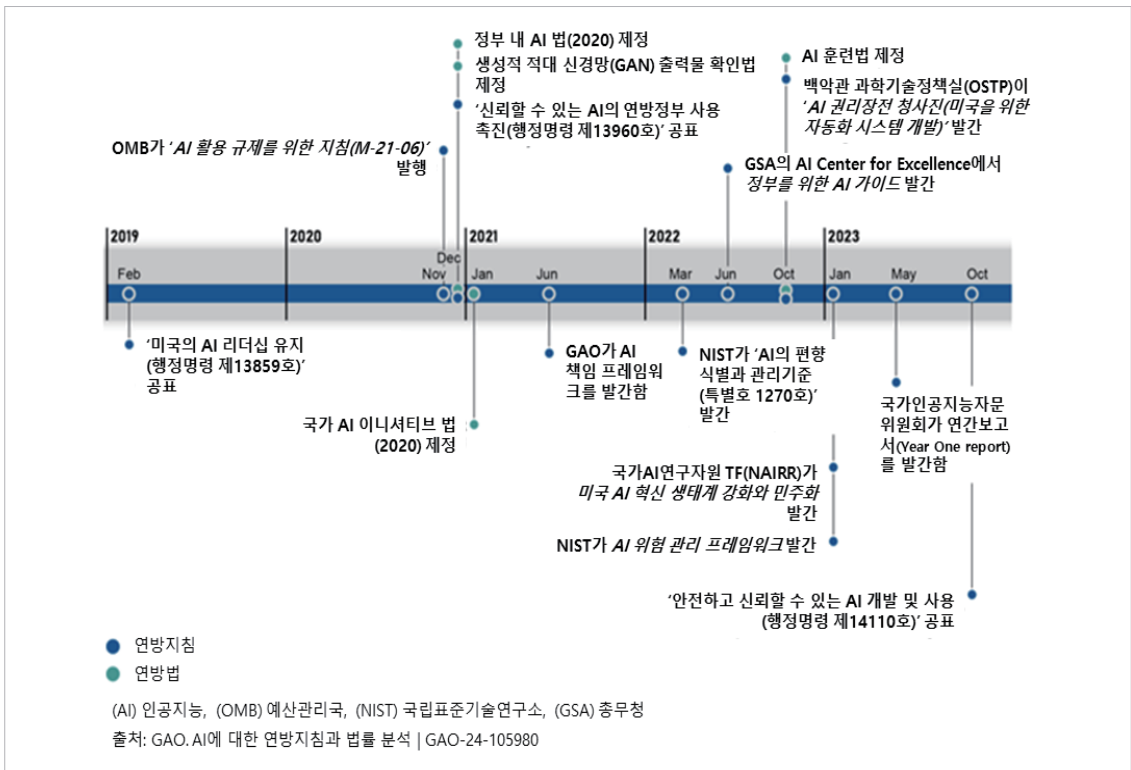 정부 내 AI 법(2020) 제정
생성적 적대 신경망(GAN) 출력물 확인법
제정
‘신뢰할 수 있는 AI의 연방정부 사용
촉진(행정명령 제13960호)’ 공표
OMB가 ‘AI 활용 규제를 위한 지침(M-21-06)’
발행
AI 훈련법 제정
백악관 과학기술정책실(OSTP)이
‘AI 권리장전 청사진(미국을 위한
자동화 시스템 개발)’ 발간
GSA의 AI Center for Excellence에서
정부를 위한 AI 가이드 발간
2019
2020
2021
2022
2023
Feb
Nov
Dec
Jan
Jun
Mar
Jun
Oct
Jan
May
Oct
‘미국의 AI 리더십 유지
(행정명령 제13859호)’
공표
국가 AI 이니셔티브 법
(2020) 제정
GAO가 AI
책임 프레임워
크를 발간함
NIST가 ‘AI의 편향
식별과 관리기준
(특별호 1270호)’
발간
국가AI연구자원 TF(NAIRR)가
미국 AI 혁신 생태계 강화와 민주화
발간
NIST가 AI 위험 관리 프레임워크 발간
국가인공지능자문
위원회가 연간보고
서(Year One report)
를 발간함
‘안전하고 신뢰할 수 있는 AI 개발 및 사용
(행정명령 제14110호)’ 공표
연방지침
연방법
(AI) 인공지능, (OMB) 예산관리국, (NIST) 국립표준기술연구소, (GSA) 총무청
출처: GAO. AI에 대한 연방지침과 법률 분석 | GAO-24-105980